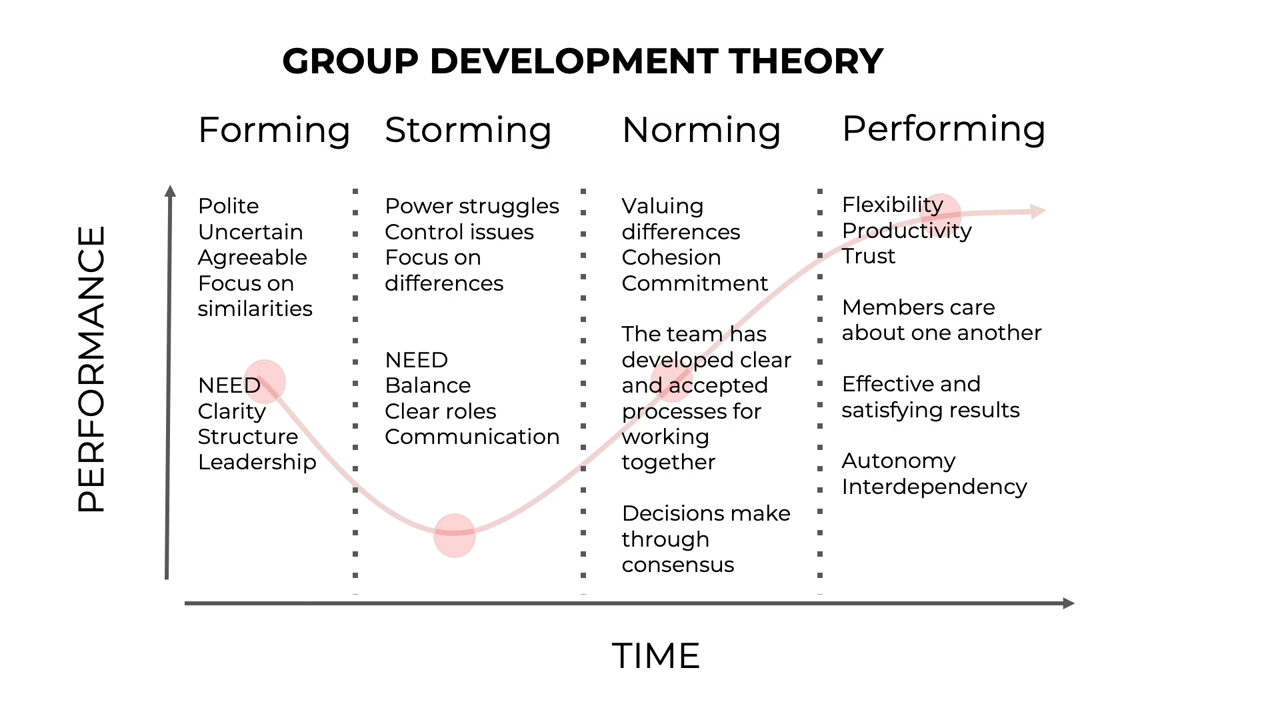 GROUP DEVELOPMENT THEORY
Forming
Storming
Norming
Performing
PERFORMANCE
Polite
Uncertain
Agreeable
Focus on
similarities
NEED
Clarity
Structure
Leadership
Power struggles
Control issues
Focus on
differences
NEED
Balance
Clear roles
Communication
Valuing
differences
Cohesion
Commitment
The team has
developed clear
and accepted
processes for
working
together
Decisions make
through
consensus
Flexibility
Productivity
Trust
Members care
about one another
Effective and
satisfying results
Autonomy
Interdependency
TIME